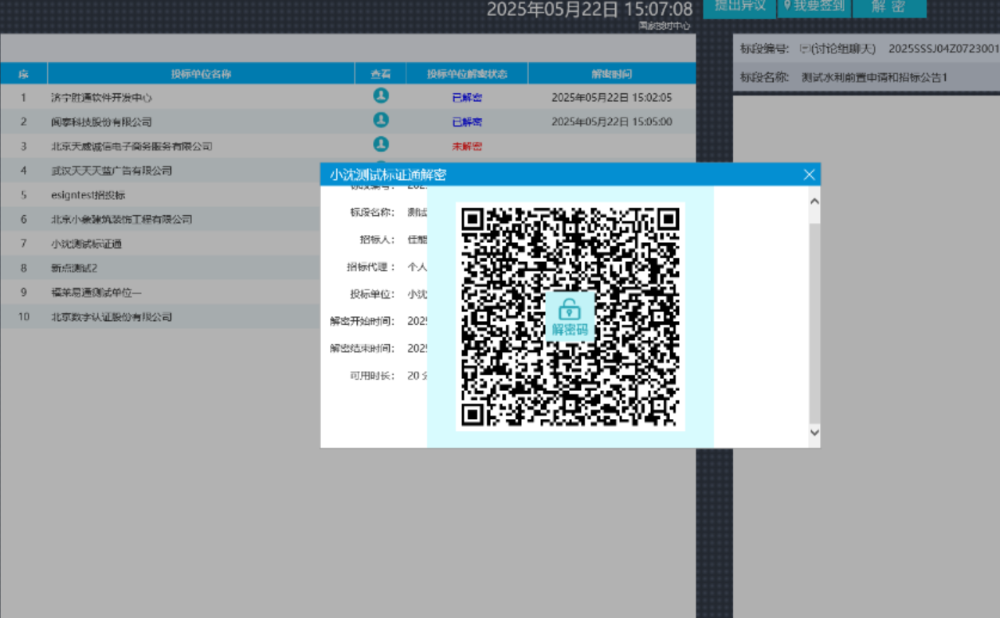 2025年05月22日 15:07:08
国家授时中心
提出异议 我要签到 解 密
标段编号: (讨论组聊天) 2025SSSJ04Z0723001
标段名称: 测试水利前置申请和招标公告1
序 投标单位名称 查看 投标单位解密状态 解密时间
1 济宁胜通软件开发中心 已解密 2025年05月22日 15:02:05
2 闽泰科技股份有限公司 已解密 2025年05月22日 15:05:00
3 北京天威诚信电子商务服务有限公司 未解密
4 武汉天天天蓝广告有限公司
5 esigntest招投标
6 北京小象建筑装饰工程有限公司
7 小沈测试标证通
8 新点测试2
9 福莱易通测试单位一
10 北京数字认证股份有限公司
小沈测试标证通解密
标段编号: 202
标段名称: 测试
招标人: 佳能
招标代理: 个人
投标单位: 小沈
解密开始时间: 202
解密结束时间: 202
可用时长: 20
解密码